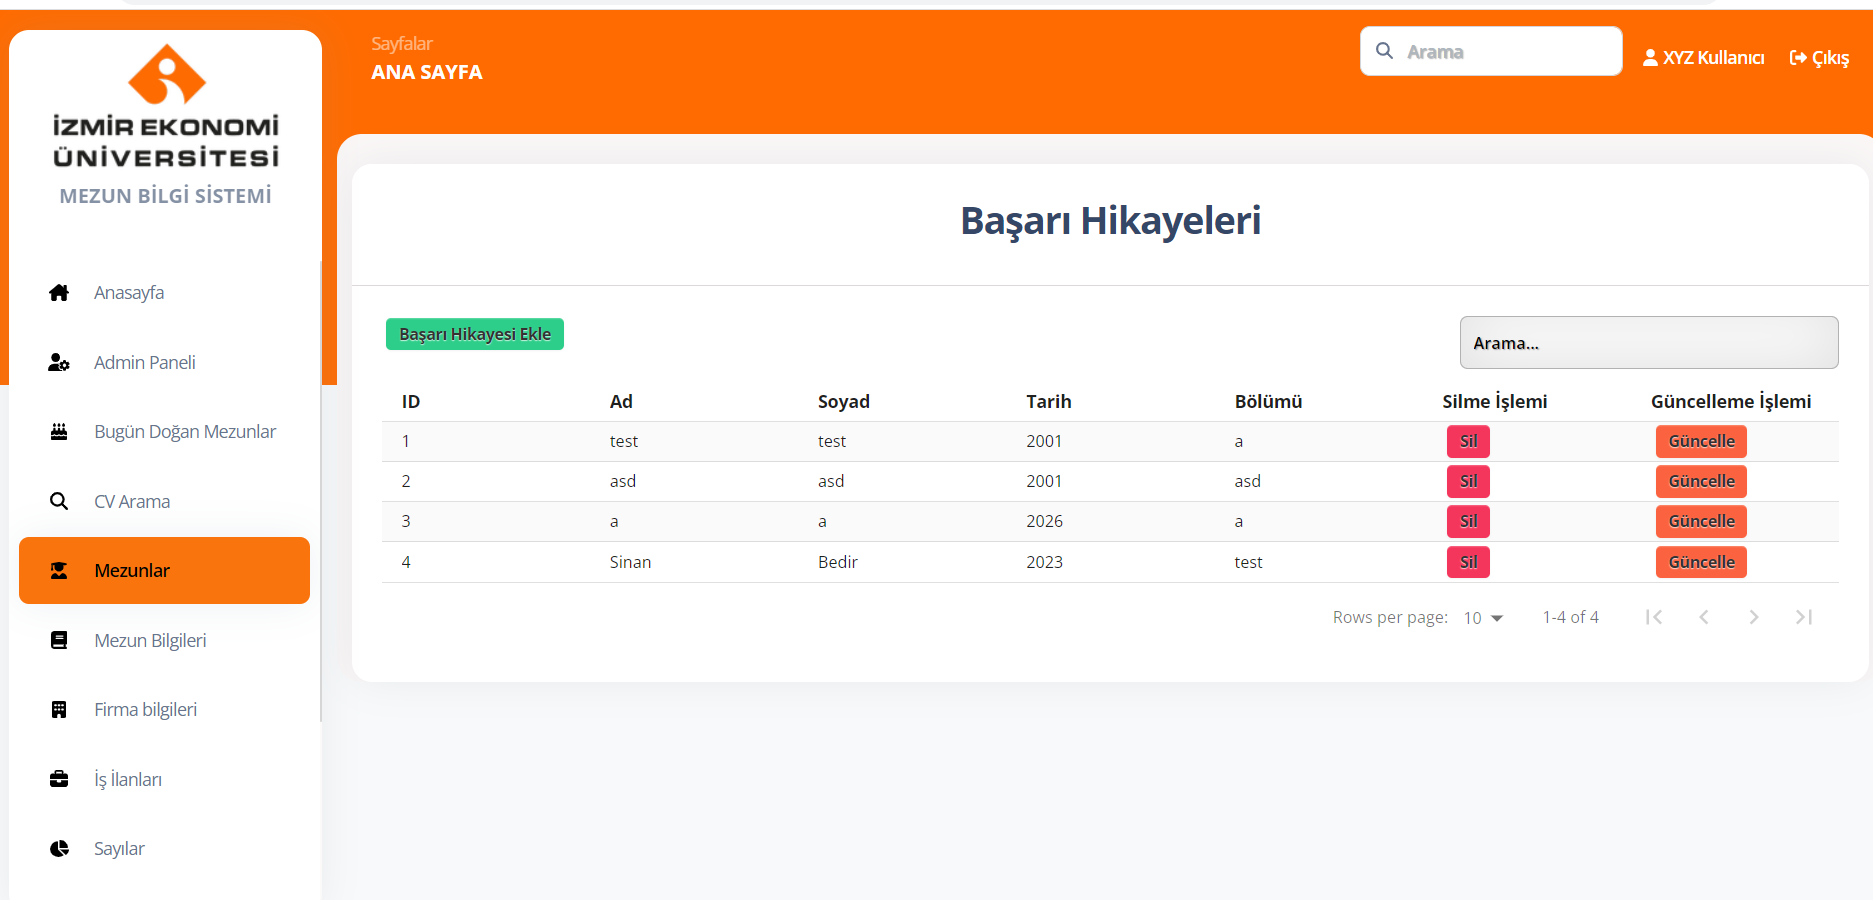 İZMİR EKONOMİ
ÜNİVERSİTESİ
MEZUN BİLGİ SİSTEMİ
Anasayfa
Admin Paneli
Bugün Doğan Mezunlar
CV Arama
Mezunlar
Mezun Bilgileri
Firma bilgileri
İş İlanları
Sayılar
Sayfalar
ANA SAYFA
Arama
XYZ Kullanıcı
Çıkış
Başarı Hikayeleri
Başarı Hikayesi Ekle
Arama...
ID Ad Soyad Tarih Bölümü Silme İşlemi Güncelleme İşlemi
1 test test 2001 a Sil Güncelle
2 asd asd 2001 asd Sil Güncelle
3 a a 2026 a Sil Güncelle
4 Sinan Bedir 2023 test Sil Güncelle
Rows per page: 10 1-4 of 4